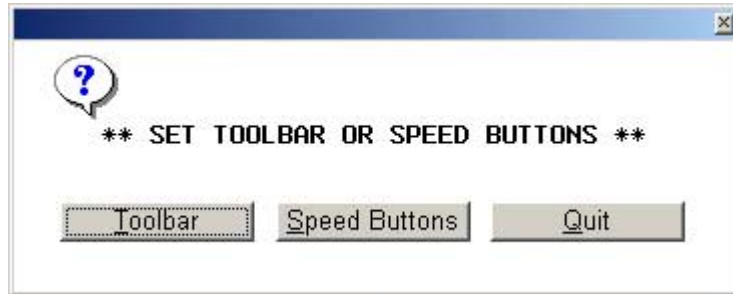 ?
** SET TOOLBAR OR SPEED BUTTONS **
Toolbar Speed Buttons Quit